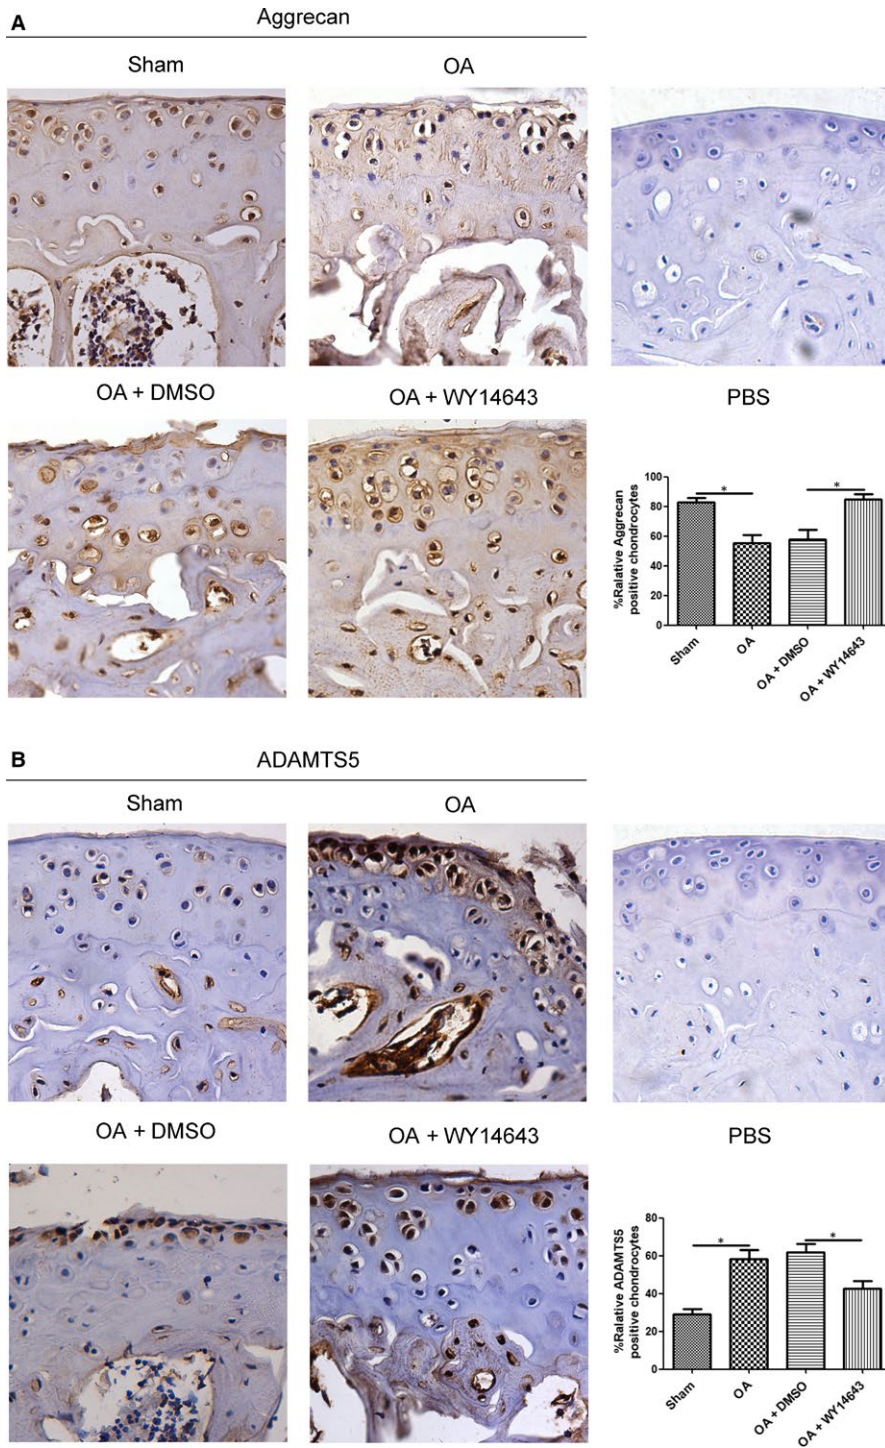 A
Aggrecan
Sham
OA
OA + DMSO
OA + WY14643
PBS
%Ralative Aggrecan
positive chondrocytes
100
80
60
40
20
0
*
*
Sham
OA
OA + DMSO
OA + WY14643
B
ADAMTS5
Sham
OA
OA + DMSO
OA + WY14643
PBS
%Ralative ADAMTS5
positive chondrocytes
80
60
40
20
0
*
*
Sham
OA
OA + DMSO
OA + WY14643